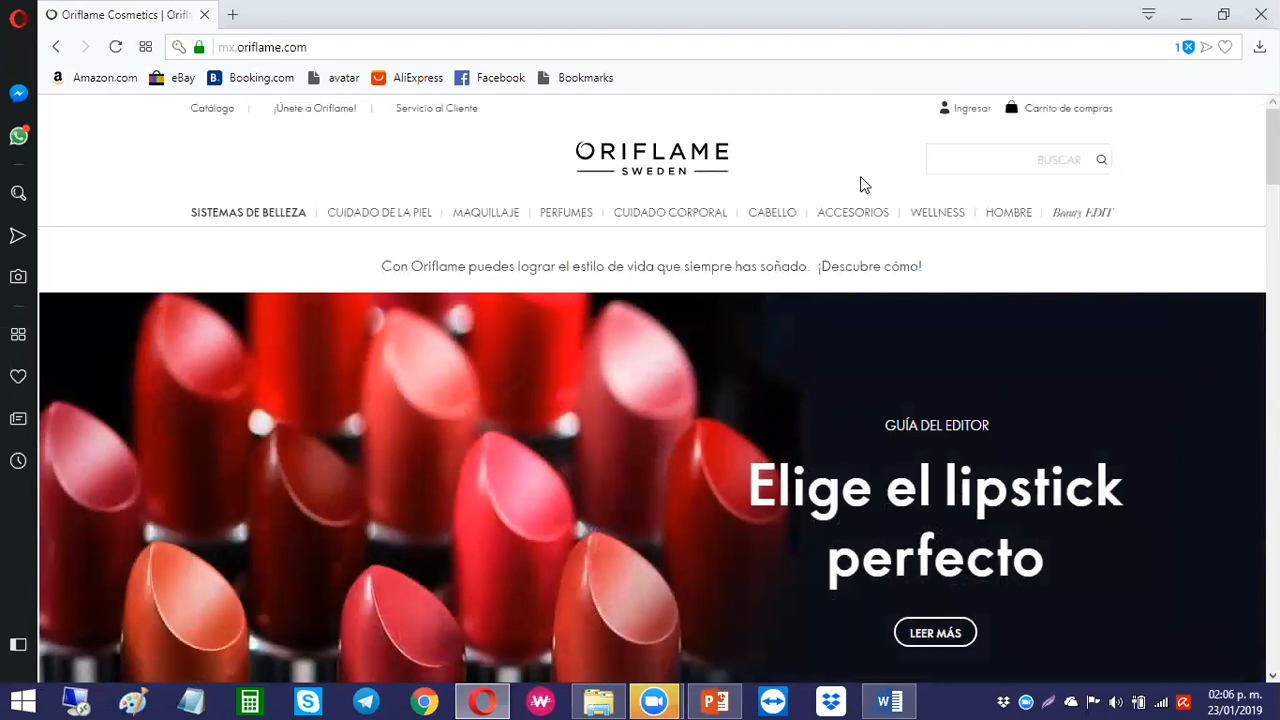 Oriflame Cosmetics | Orifl
mx.oriflame.com
1
Amazon.com
eBay
Booking.com
avatar
AliExpress
Facebook
Bookmarks
Catálogo
¡Únete a Oriflame!
Servicio al Cliente
Ingresar
Carrito de compras
ORIFLAME
SWEDEN
BUSCAR
SISTEMAS DE BELLEZA
CUIDADO DE LA PIEL
MAQUILLAJE
PERFUMES
CUIDADO CORPORAL
CABELLO
ACCESORIOS
WELLNESS
HOMBRE
Beauty EDIT
Con Oriflame puedes lograr el estilo de vida que siempre has soñado. ¡Descubre cómo!
GUÍA DEL EDITOR
Elige el lipstick
perfecto
LEER MÁS
02:06 p. m.
23/01/2019